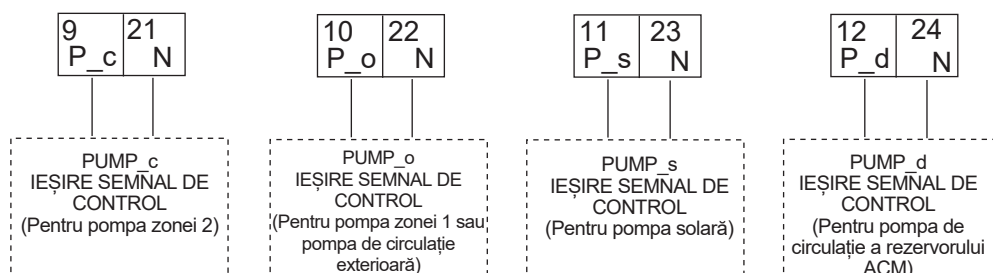 9 21
P_c N
10 22
P_o N
11 23
P_s N
12 24
P_d N
PUMP_c
IEȘIRE SEMNAL DE
CONTROL
(Pentru pompa zonei 2)
PUMP_o
IEȘIRE SEMNAL DE
CONTROL
(Pentru pompa zonei 1 sau
pompa de circulație
exterioară)
PUMP_s
IEȘIRE SEMNAL DE
CONTROL
(Pentru pompa solară)
PUMP_d
IEȘIRE SEMNAL DE
CONTROL
(Pentru pompa de
circulație a rezervorului
ACM)